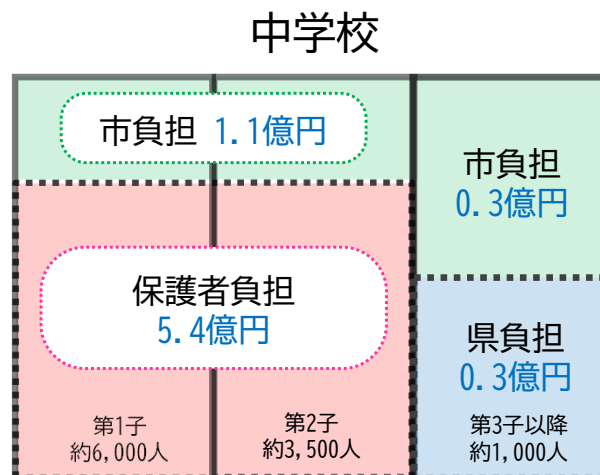 中学校
市負担 1.1億円
市負担
0.3億円
保護者負担
5.4億円
県負担
0.3億円
第1子
約6,000人
第2子
約3,500人
第3子以降
約1,000人